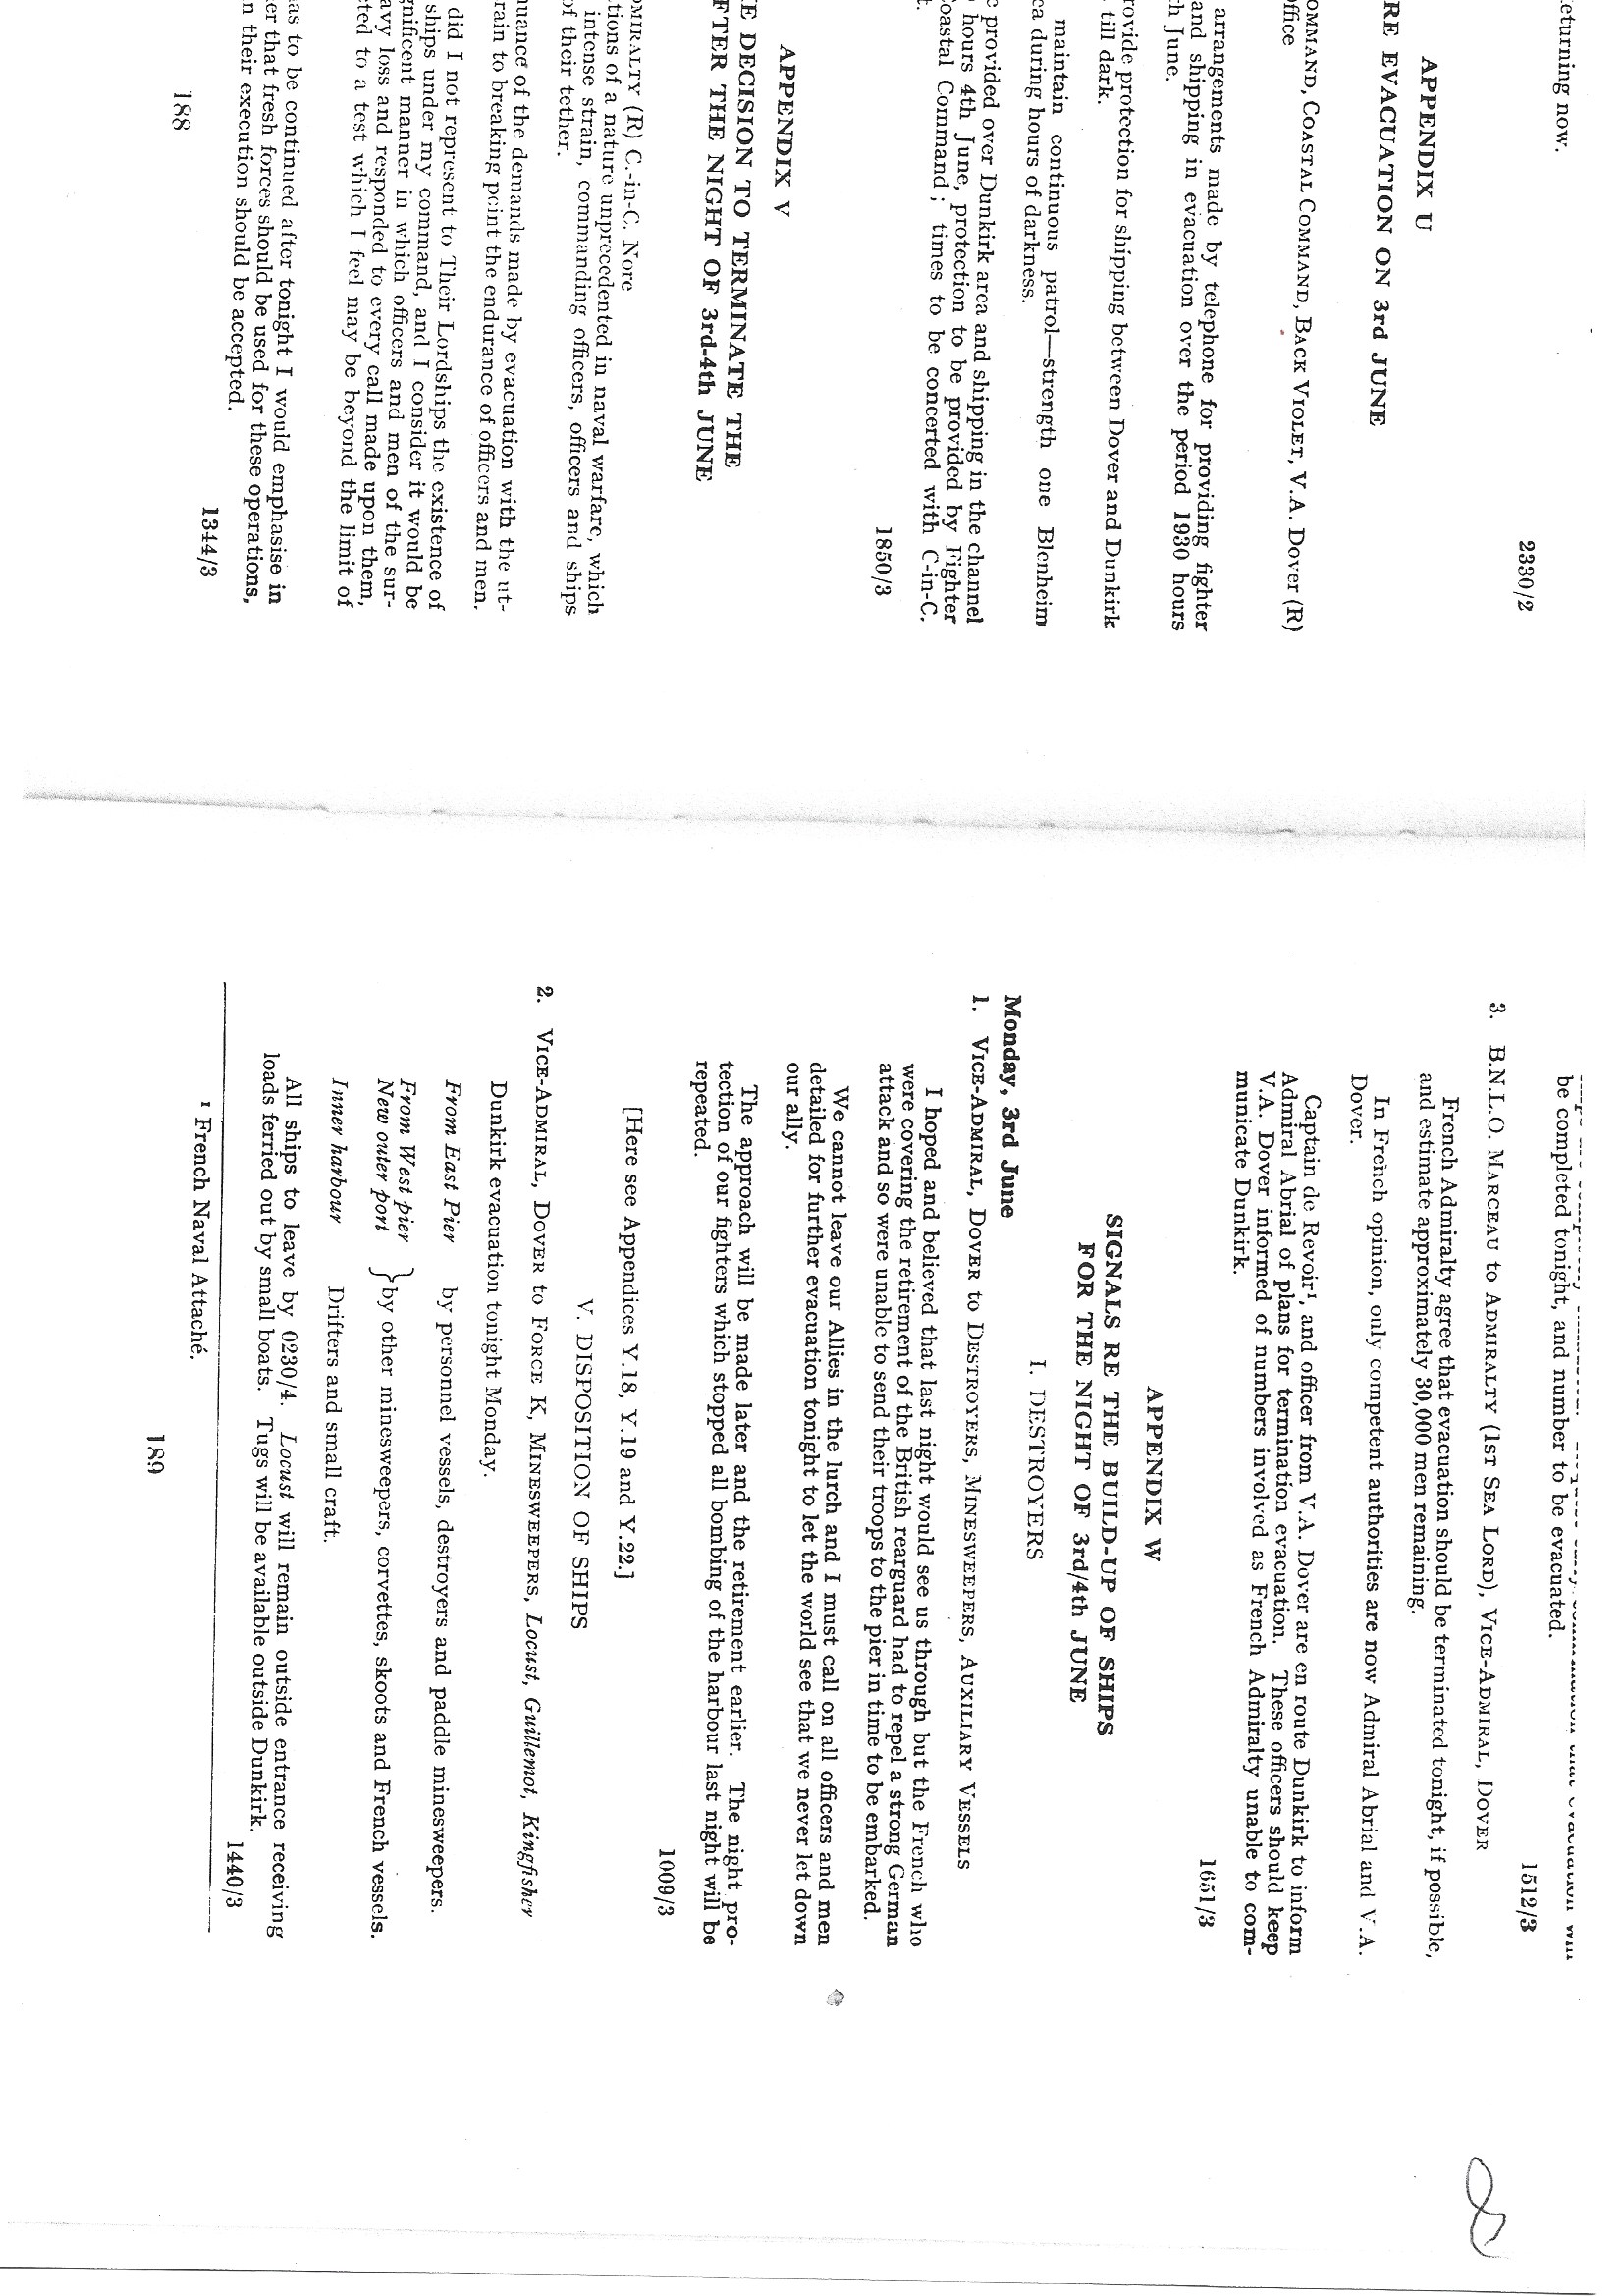 eturning now.
2330/2
APPENDIX U
RE EVACUATION ON 3rd JUNE
OMMAND, COASTAL COMMAND, BACK VIOLET, V.A. DOVER (R)
ffice
arrangements made by telephone for providing fighter
and shipping in evacuation over the period 1930 hours
h June.
rovide protection for shipping between Dover and Dunkirk
till dark.
maintain continuous patrol—strength one Blenheim
ca during hours of darkness.
c provided over Dunkirk area and shipping in the channel
hours 4th June, protection to be provided by Fighter
oastal Command; times to be concerted with C-in-C.
t.
1850/3
APPENDIX V
E DECISION TO TERMINATE THE
FTER THE NIGHT OF 3rd-4th JUNE
OMIRALTY (R) C.-in-C. Nore
tions of a nature unprecedented in naval warfare, which
intense strain, commanding officers, officers and ships
of their tether.
nuance of the demands made by evacuation with the ut-
rain to breaking point the endurance of officers and men.
did I not represent to Their Lordships the existence of
ships under my command, and I consider it would be
gnificent manner in which officers and men of the sur-
avy loss and responded to every call made upon them,
cted to a test which I feel may be beyond the limit of
as to be continued after tonight I would emphasise in
er that fresh forces should be used for these operations,
n their execution should be accepted.
1344/3
188
be completed tonight, and number to be evacuated.
1512/3
3. B.N.L.O. MARCEAU to ADMIRALTY (1ST SEA LORD), VICE-ADMIRAL, DOVER
French Admiralty agree that evacuation should be terminated tonight, if possible,
and estimate approximately 30,000 men remaining.
In French opinion, only competent authorities are now Admiral Abrial and V.A.
Dover.
Captain de Revoir¹, and officer from V.A. Dover are en route Dunkirk to inform
Admiral Abrial of plans for termination evacuation. These officers should keep
V.A. Dover informed of numbers involved as French Admiralty unable to com-
municate Dunkirk.
1651/3
APPENDIX W
SIGNALS RE THE BUILD-UP OF SHIPS
FOR THE NIGHT OF 3rd/4th JUNE
I. DESTROYERS
Monday, 3rd June
1. VICE-ADMIRAL, DOVER to DESTROYERS, MINESWEEPERS, AUXILIARY VESSELS
I hoped and believed that last night would see us through but the French who
were covering the retirement of the British rearguard had to repel a strong German
attack and so were unable to send their troops to the pier in time to be embarked.
We cannot leave our Allies in the lurch and I must call on all officers and men
detailed for further evacuation tonight to let the world see that we never let down
our ally.
The approach will be made later and the retirement earlier. The night pro-
tection of our fighters which stopped all bombing of the harbour last night will be
repeated.
1009/3
[Here see Appendices Y.18, Y.19 and Y.22.]
V. DISPOSITION OF SHIPS
2. VICE-ADMIRAL, DOVER to FORCE K, MINESWEEPERS, Locust, Guillemot, Kingfisher
Dunkirk evacuation tonight Monday.
From East Pier by personnel vessels, destroyers and paddle minesweepers.
From West pier
New outer port } by other minesweepers, corvettes, skoots and French vessels.
Inner harbour Drifters and small craft.
All ships to leave by 0230/4. Locust will remain outside entrance receiving
loads ferried out by small boats. Tugs will be available outside Dunkirk.
1440/3
¹ French Naval Attaché.
189
8